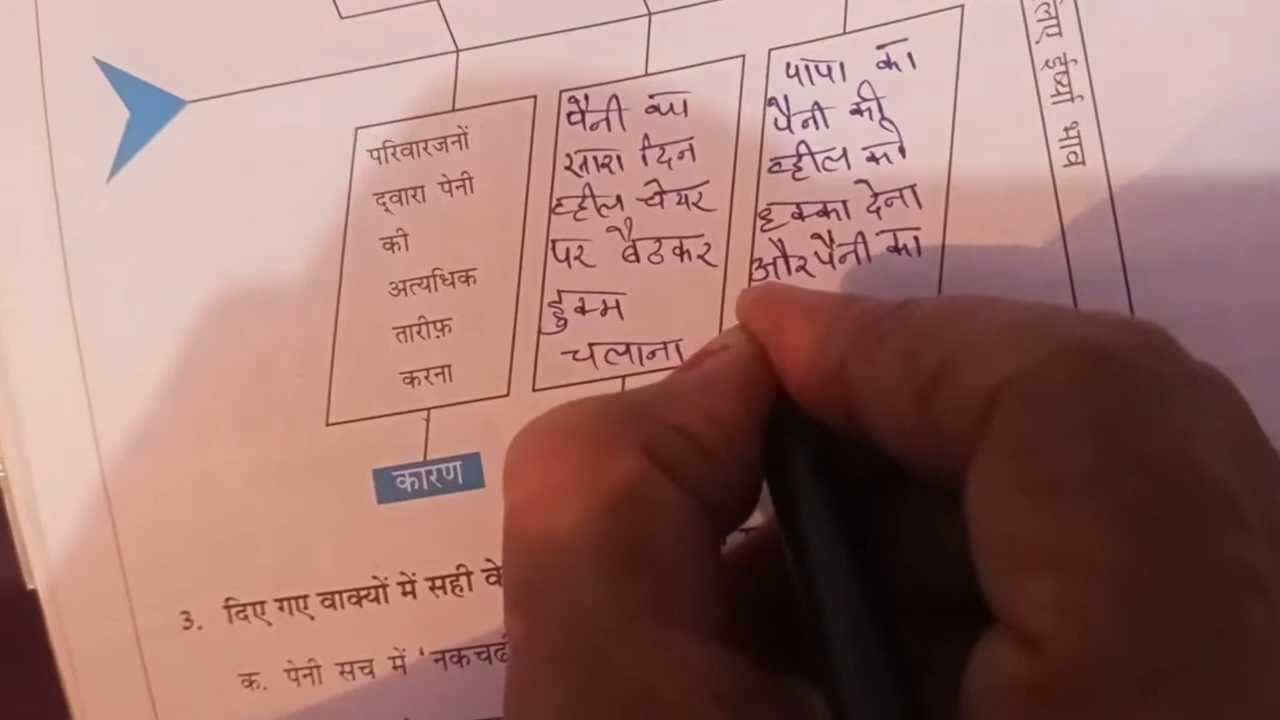 परिवारजनों
द्वारा पेनी
की
अत्यधिक
तारीफ़
करना
कारण
पैनी का
सारा दिन
व्हील चेयर
पर बैठकर
हुक्म
चलाना
पापा का
पैनी की
व्हील को
धक्का देना
और पैनी का
लिए ईर्ष्या भाव
3. दिए गए वाक्यों में सही
क. पेनी सच में 'नकचढ़ी